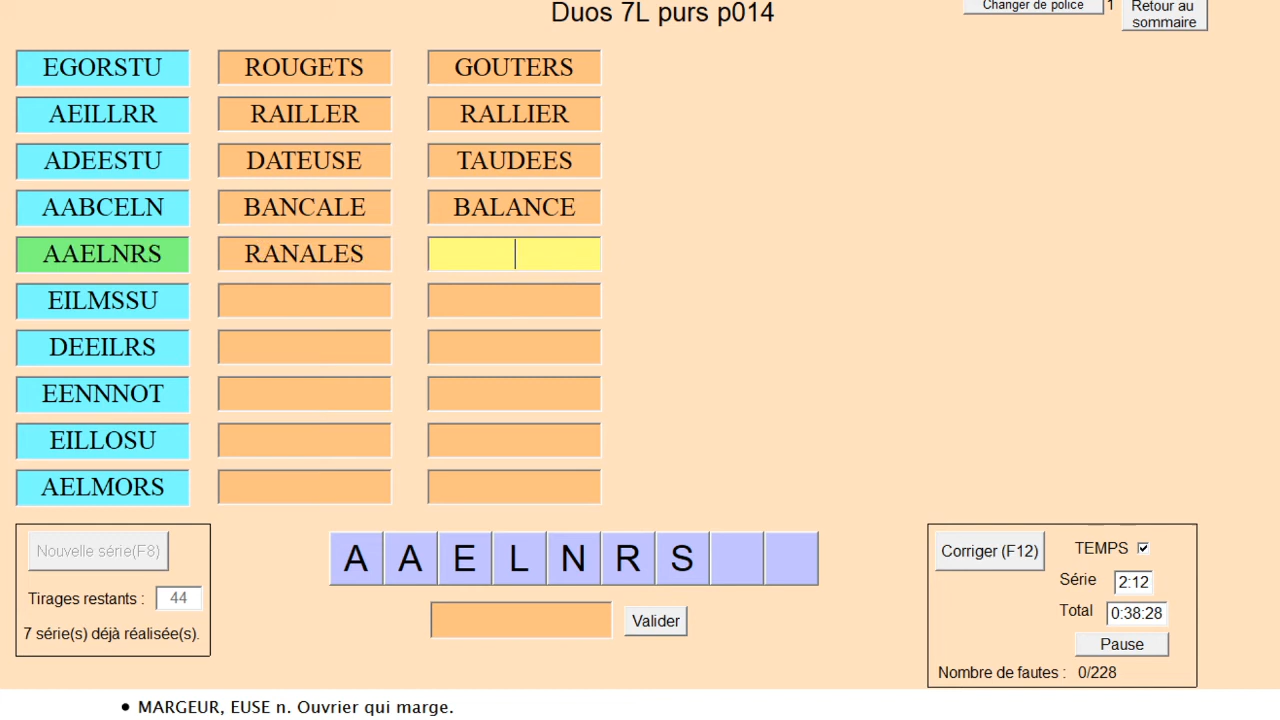 Duos 7L purs p014
Changer de police
1
Retour au
sommaire
EGORSTU ROUGETS GOUTERS
AEILLRR RAILLER RALLIER
ADEESTU DATEUSE TAUDEES
AABCELN BANCALE BALANCE
AAELNRS RANALES
EILMSSU
DEEILRS
EENNNOT
EILLOSU
AELMORS
Nouvelle série(F8)
Tirages restants : 44
7 série(s) déjà réalisée(s).
A A E L N R S
Valider
Corriger (F12) TEMPS
Série 2:12
Total 0:38:28
Pause
Nombre de fautes : 0/228
• MARGEUR, EUSE n. Ouvrier qui marge.